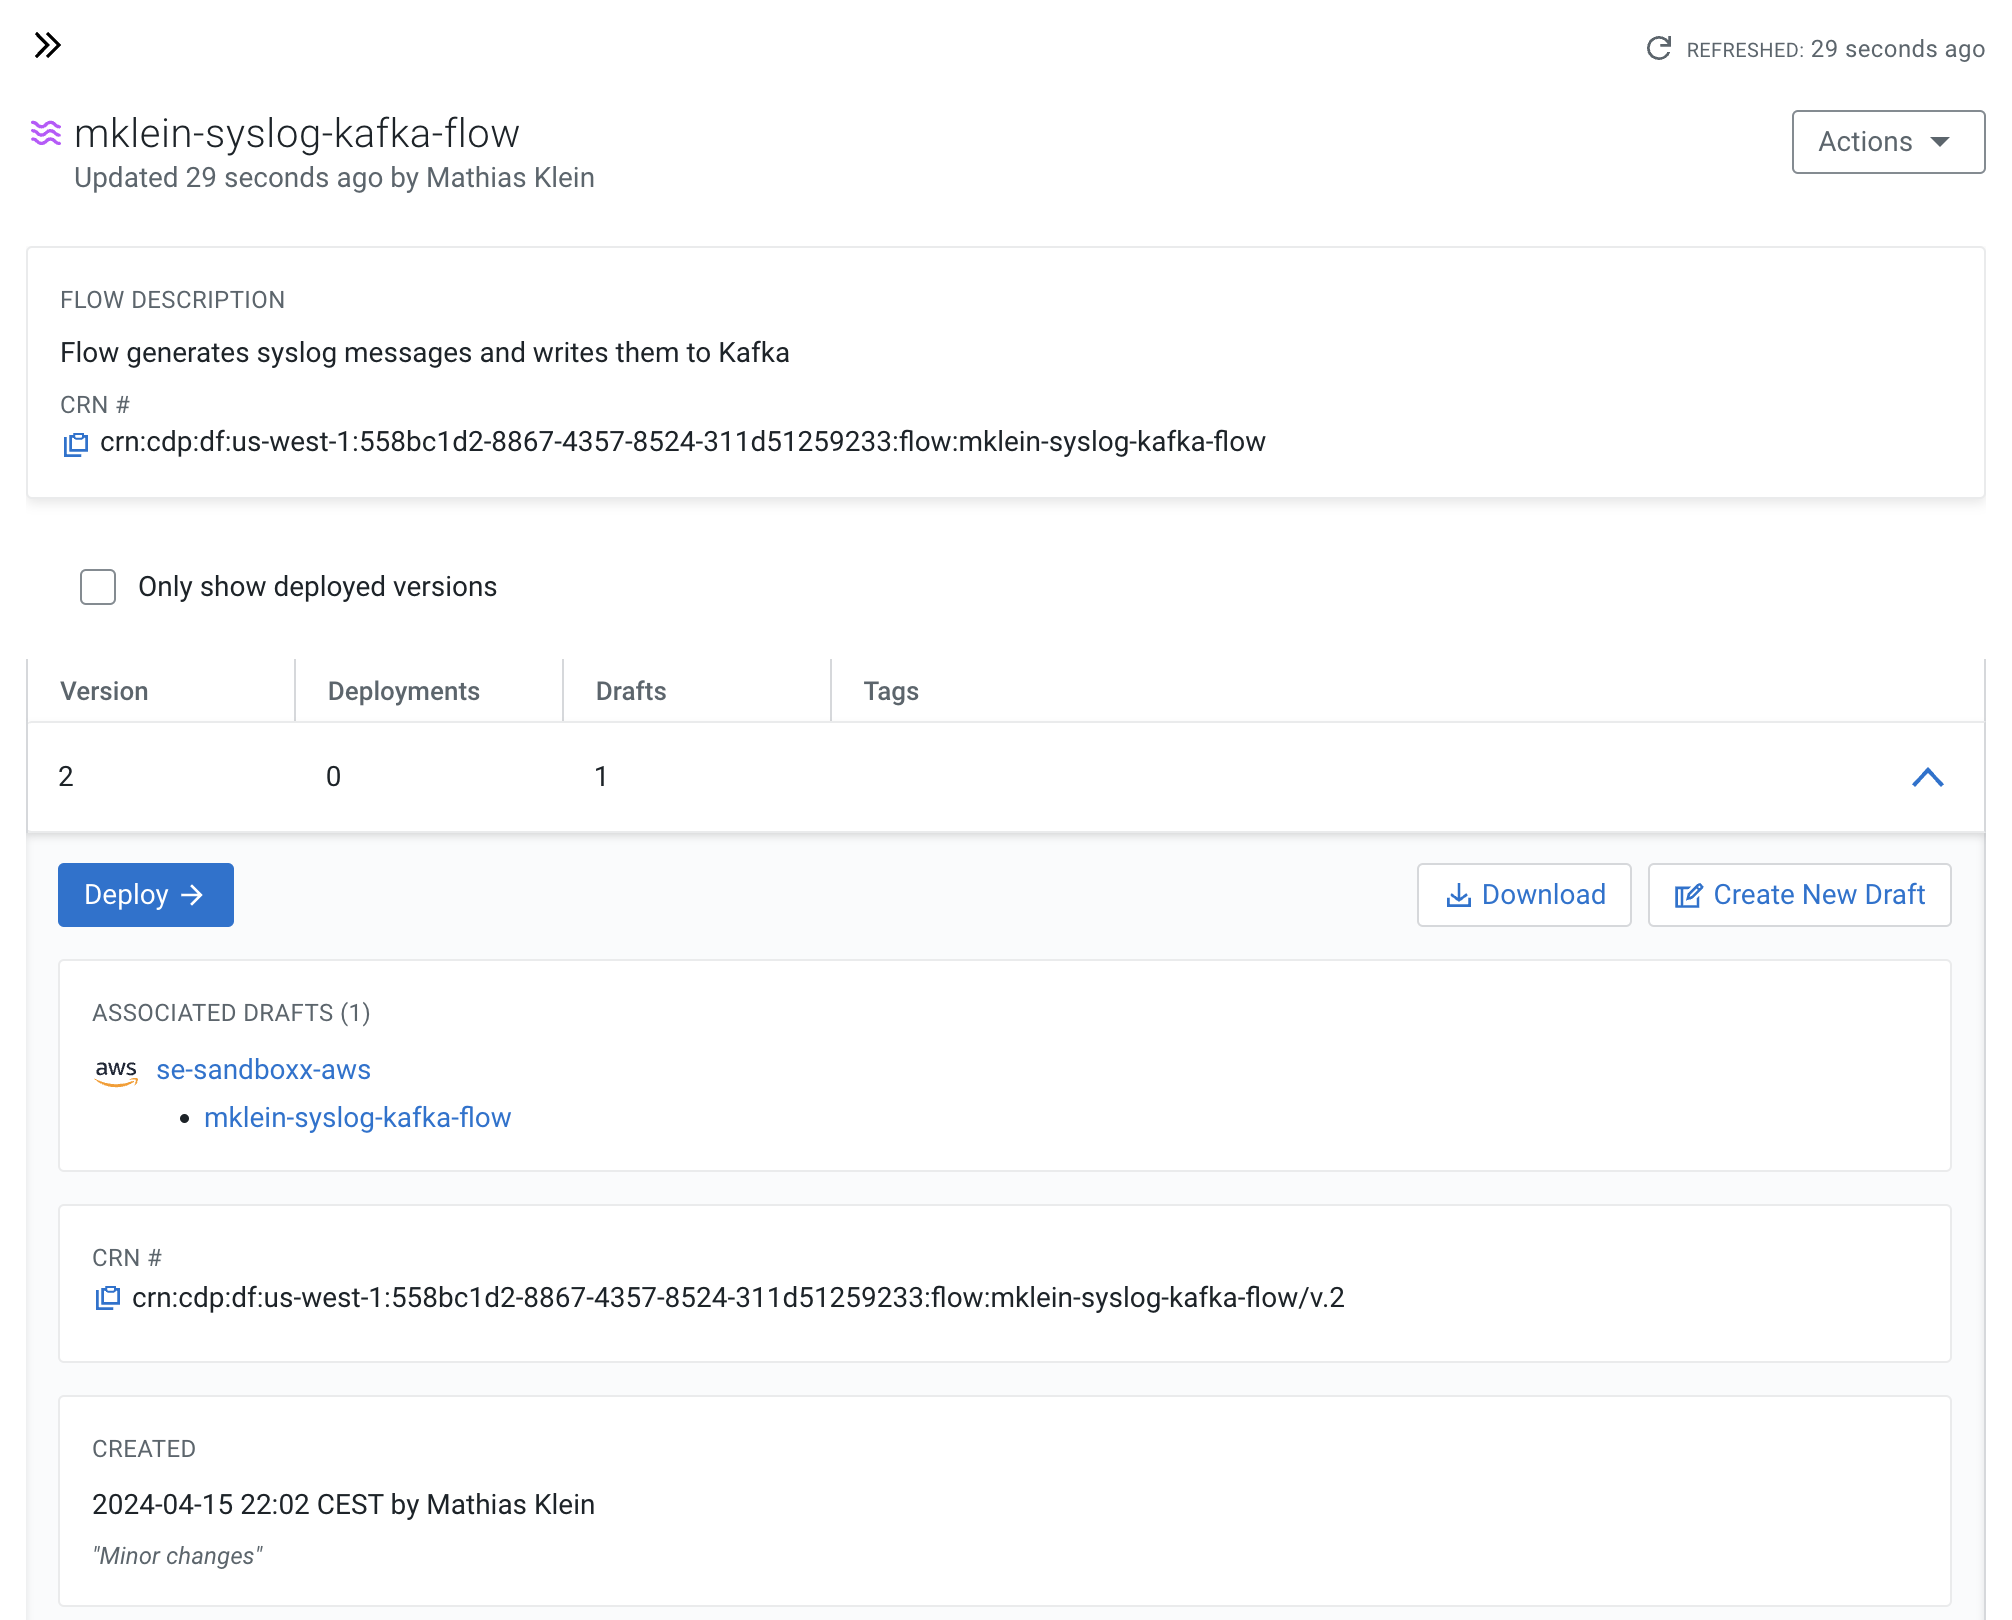 REFRESHED: 29 seconds ago
mklein-syslog-kafka-flow
Actions
Updated 29 seconds ago by Mathias Klein
FLOW DESCRIPTION
Flow generates syslog messages and writes them to Kafka
CRN #
crn:cdp:df:us-west-1:558bc1d2-8867-4357-8524-311d51259233:flow:mklein-syslog-kafka-flow
Only show deployed versions
Version Deployments Drafts Tags
2 0 1
Deploy Download Create New Draft
ASSOCIATED DRAFTS (1)
aws se-sandboxx-aws
• mklein-syslog-kafka-flow
CRN #
crn:cdp:df:us-west-1:558bc1d2-8867-4357-8524-311d51259233:flow:mklein-syslog-kafka-flow/v.2
CREATED
2024-04-15 22:02 CEST by Mathias Klein
"Minor changes"